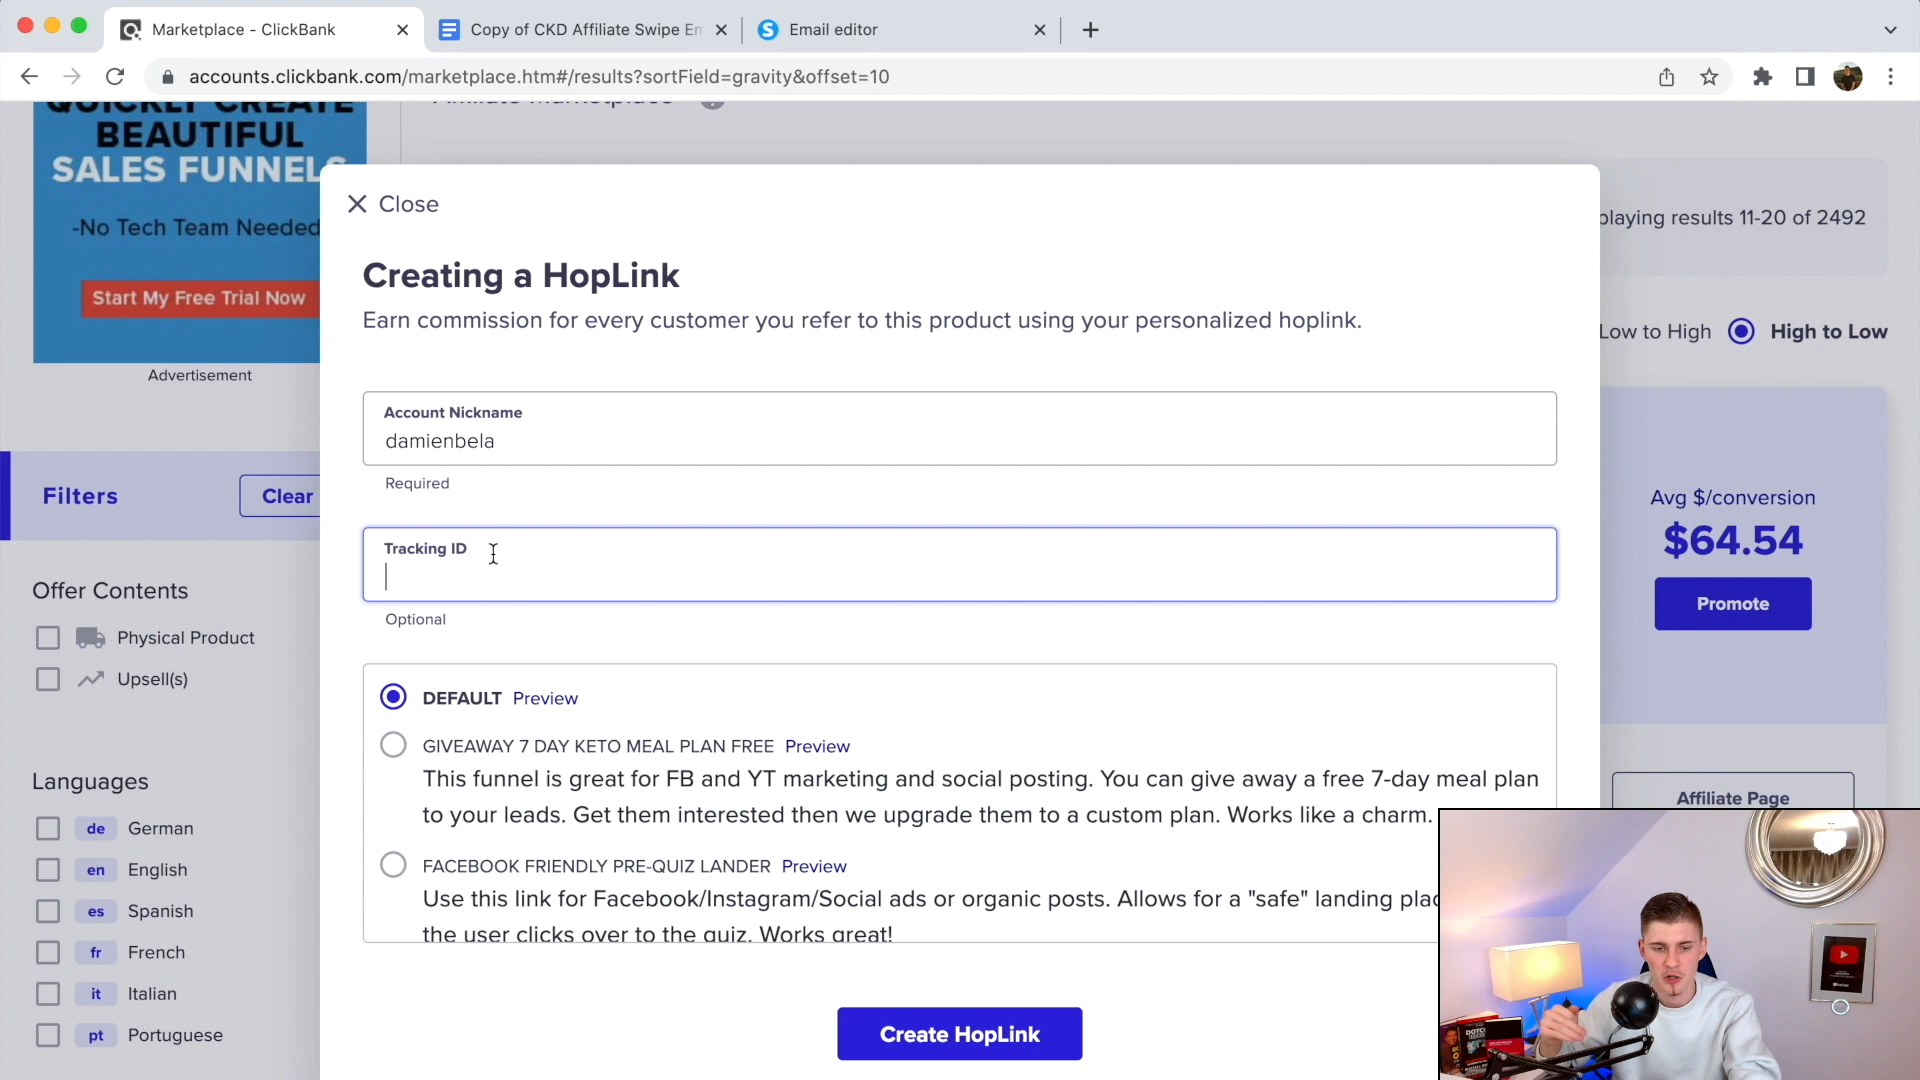 Marketplace - ClickBank
Copy of CKD Affiliate Swipe Em
Email editor
accounts.clickbank.com/marketplace.htm#/results?sortField=gravity&offset=10
QUICKLY CREATE
BEAUTIFUL
SALES FUNNELS
-No Tech Team Needed
Start My Free Trial Now
Advertisement
Affiliate Marketplace
playing results 11-20 of 2492
Low to High
High to Low
Close
Creating a HopLink
Earn commission for every customer you refer to this product using your personalized hoplink.
Account Nickname
damienbela
Required
Tracking ID
Optional
DEFAULT Preview
GIVEAWAY 7 DAY KETO MEAL PLAN FREE Preview
This funnel is great for FB and YT marketing and social posting. You can give away a free 7-day meal plan
to your leads. Get them interested then we upgrade them to a custom plan. Works like a charm.
FACEBOOK FRIENDLY PRE-QUIZ LANDER Preview
Use this link for Facebook/Instagram/Social ads or organic posts. Allows for a "safe" landing plac
the user clicks over to the quiz. Works great!
Create HopLink
Filters
Clear
Offer Contents
Physical Product
Upsell(s)
Languages
de German
en English
es Spanish
fr French
it Italian
pt Portuguese
Avg $/conversion
$64.54
Promote
Affiliate Page